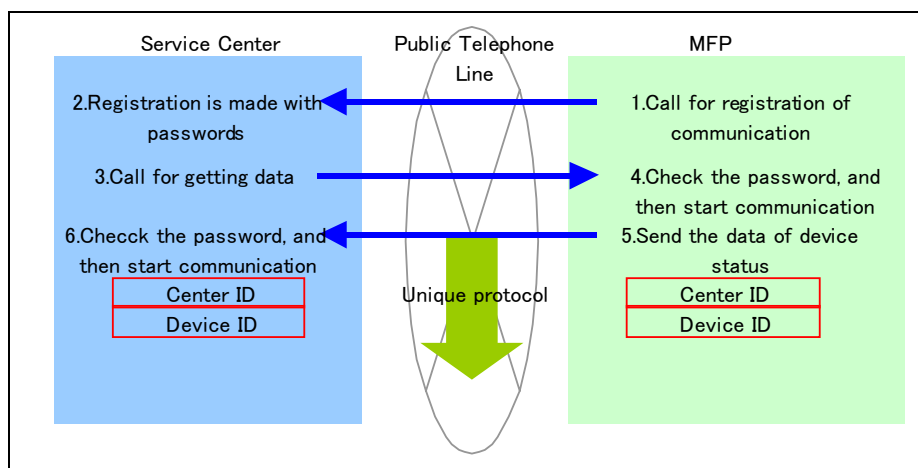 Service Center
Public Telephone
Line
MFP
2.Registration is made with
passwords
1.Call for registration of
communication
3.Call for getting data
4.Check the password, and
then start communication
6.Checck the password, and
then start communication
5.Send the data of device
status
Center ID
Device ID
Unique protocol
Center ID
Device ID